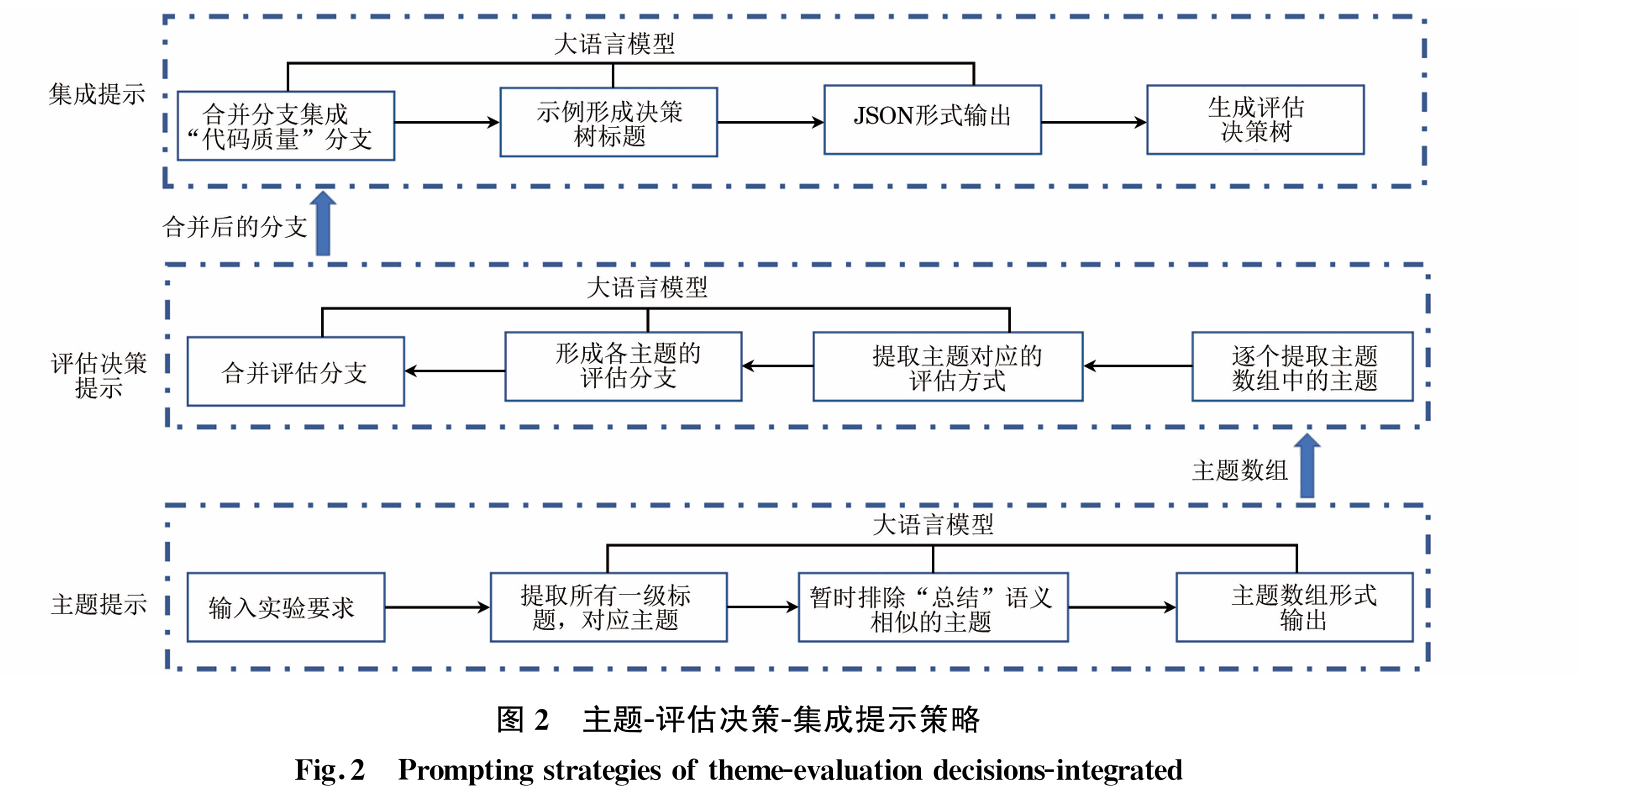 大语言模型
集成提示
合并分支集成
“代码质量”分支
示例形成决策
树标题
JSON形式输出
生成评估
决策树
合并后的分支
大语言模型
评估决策
提示
合并评估分支
形成各主题的
评估分支
提取主题对应的
评估方式
逐个提取主题
数组中的主题
主题数组
大语言模型
主题提示
输入实验要求
提取所有一级标
题，对应主题
暂时排除“总结”语义
相似的主题
主题数组形式
输出
图 2 主题-评估决策-集成提示策略
Fig.2 Prompting strategies of theme-evaluation decisions-integrated